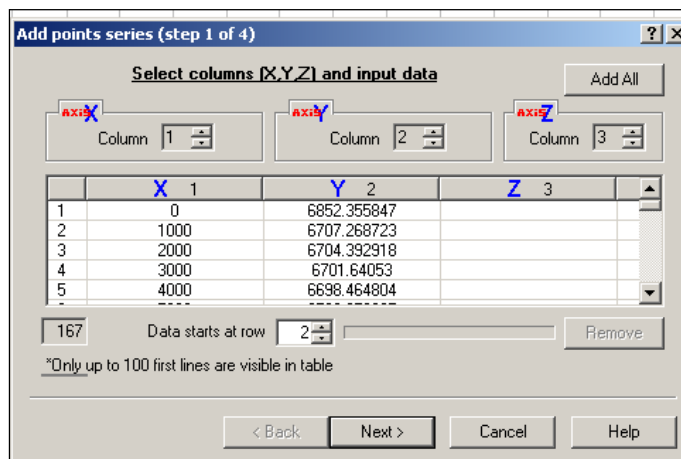 Add points series (step 1 of 4)
Select columns (X,Y,Z) and input data
Add All
AXIS X
AXIS Y
AXIS Z
Column 1
Column 2
Column 3
X 1 Y 2 Z 3
1 0 6852.355847
2 1000 6707.268723
3 2000 6704.392918
4 3000 6701.64053
5 4000 6698.464804
167 Data starts at row 2 Remove
*Only up to 100 first lines are visible in table
< Back Next > Cancel Help